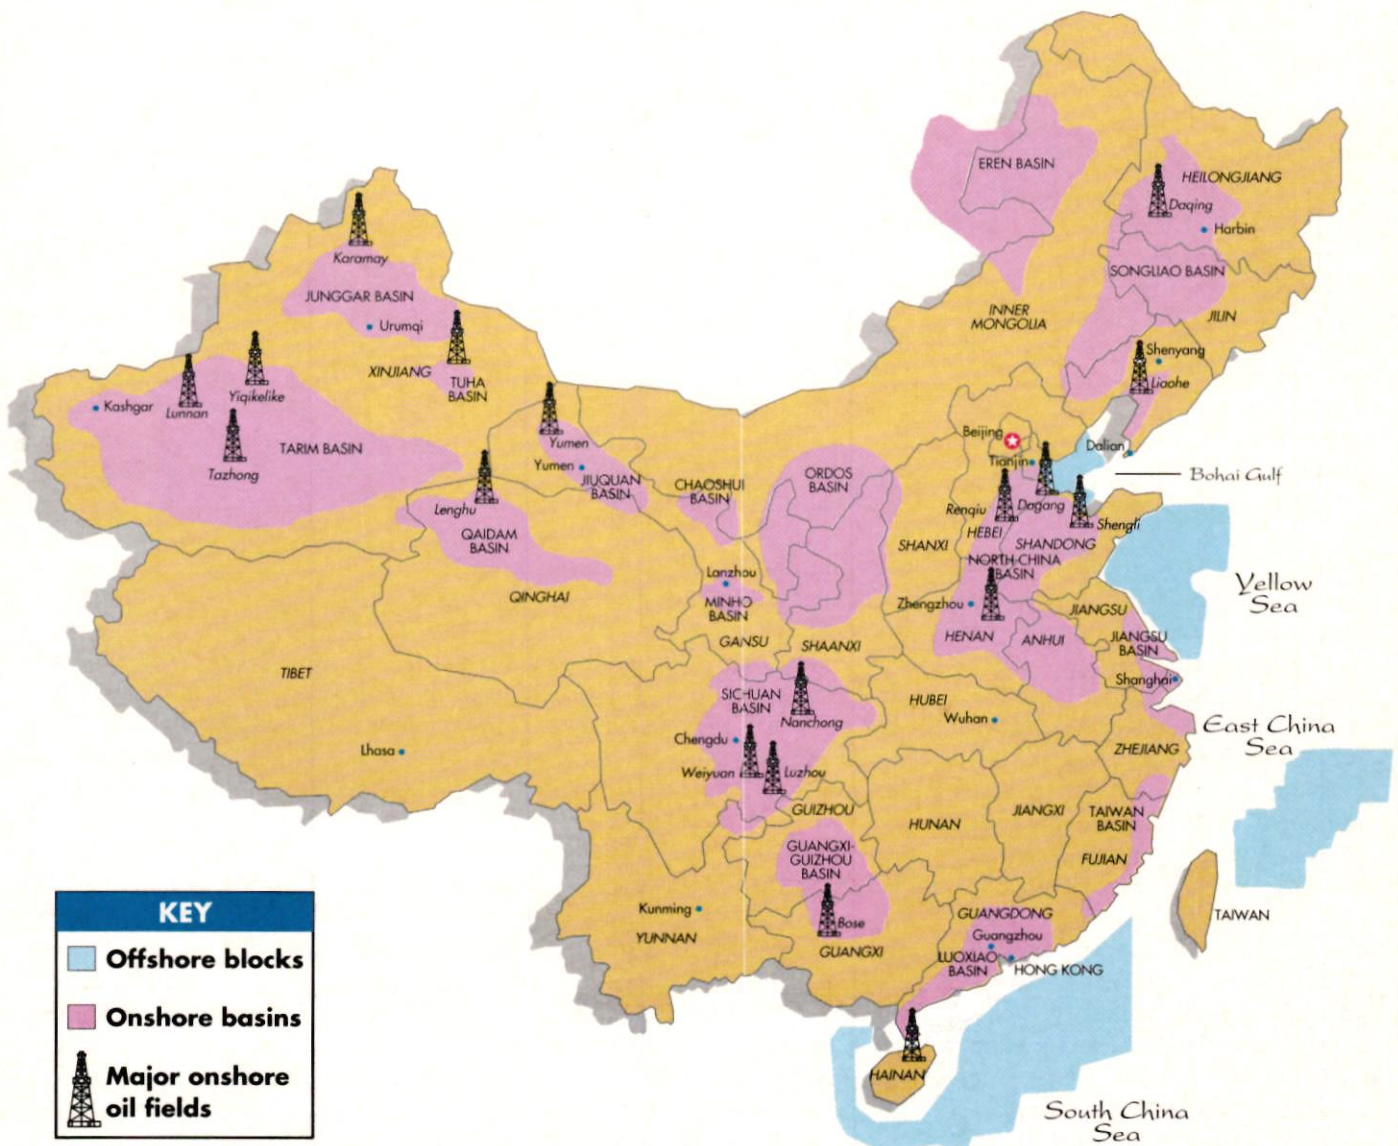 EREN BASIN
HEILONGJIANG
Daqing
Harbin
Karamay
SONGLIAO BASIN
JUNGGAR BASIN
INNER
MONGOLIA
JILIN
Urumqi
Shenyang
XINJIANG
TUHA
BASIN
Liaohe
Kashgar
Lunnan
Yiqikelike
Beijing
Yumen
Dalian
TARIM BASIN
Tianjin
Tazhong
Yumen
Bohai Gulf
JIUQUAN
BASIN
CHAOSHUI
BASIN
ORDOS
BASIN
Lenghu
Renqiu
Dagang
Shengli
QAIDAM
BASIN
HEBEI
SHANXI
SHANDONG
NORTH CHINA
BASIN
Lanzhou
Yellow
Sea
QINGHAI
MINHO
BASIN
Zhengzhou
JIANGSU
GANSU
SHAANXI
HENAN
ANHUI
JIANGSU
BASIN
TIBET
Shanghai
SICHUAN
BASIN
HUBEI
Nanchong
Wuhan
East China
Sea
Chengdu
Lhasa
ZHEJIANG
Weiyuan
Luzhou
GUIZHOU
HUNAN
JIANGXI
TAIWAN
BASIN
GUANGXI-
GUIZHOU
BASIN
FUJIAN
Kunming
Bose
GUANGDONG
TAIWAN
YUNNAN
Guangzhou
GUANGXI
LUOXIAO
BASIN
HONG KONG
HAINAN
South China
Sea
KEY
Offshore blocks
Onshore basins
Major onshore
oil fields